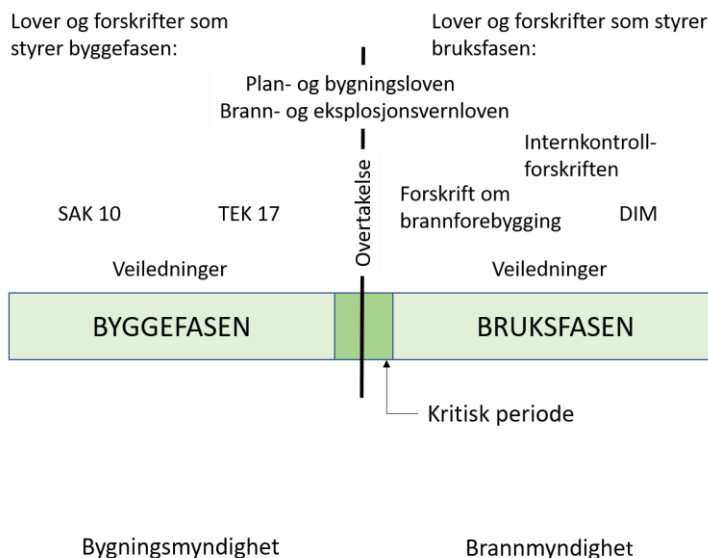 Lover og forskrifter som
styrer byggefasen:
Lover og forskrifter som styrer
bruksfasen:
Plan- og bygningsloven
Brann- og eksplosjonsvernloven
Internkontroll-
forskriften
Overtakelse
Forskrift om
brannforebygging
SAK 10
TEK 17
DIM
Veiledninger
Veiledninger
BYGGEFASEN
BRUKSFASEN
Kritisk periode
Bygningsmyndighet
Brannmyndighet